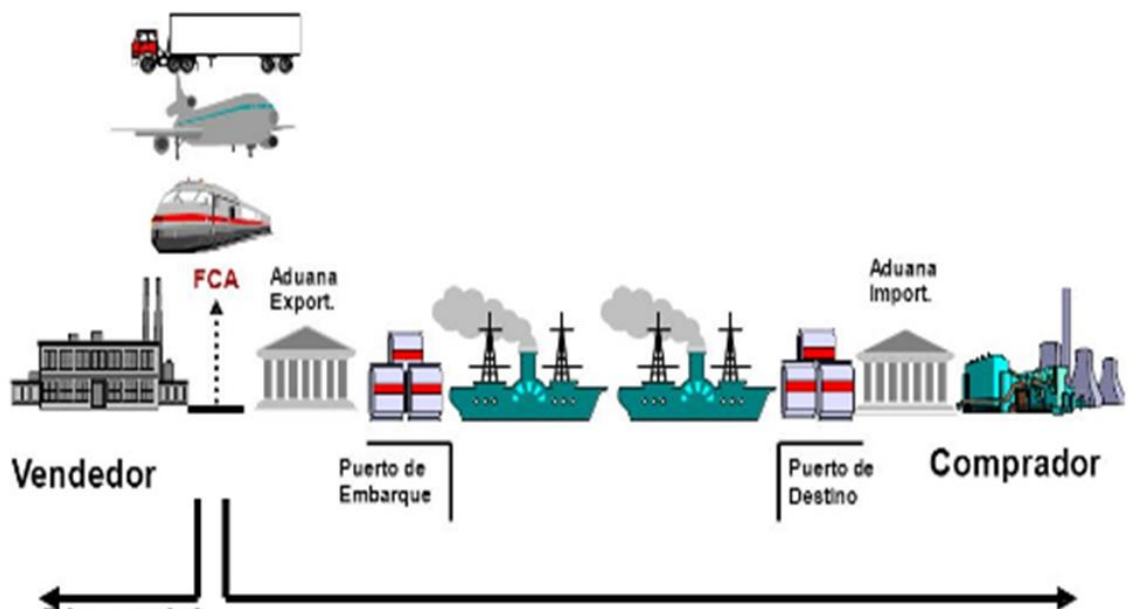 FCA
Aduana
Export.
Aduana
Import.
Vendedor
Puerto de
Embarque
Puerto de
Destino
Comprador